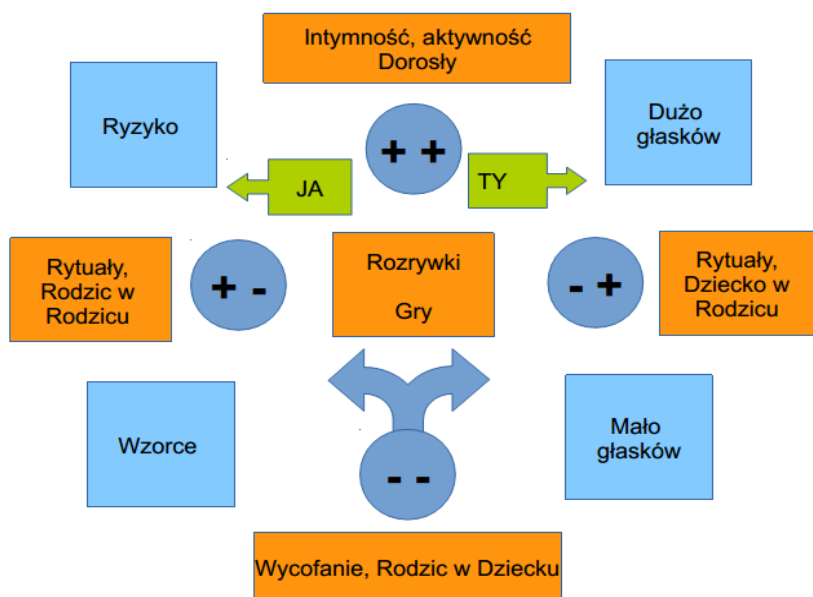 Intymność, aktywność
Dorosły
Ryzyko
Dużo
głasków
+ +
JA
TY
Rytuały,
Rodzic w
Rodzicu
+ -
Rozrywki
Gry
- +
Rytuały,
Dziecko w
Rodzicu
Wzorce
Mało
głasków
- -
Wycofanie, Rodzic w Dziecku